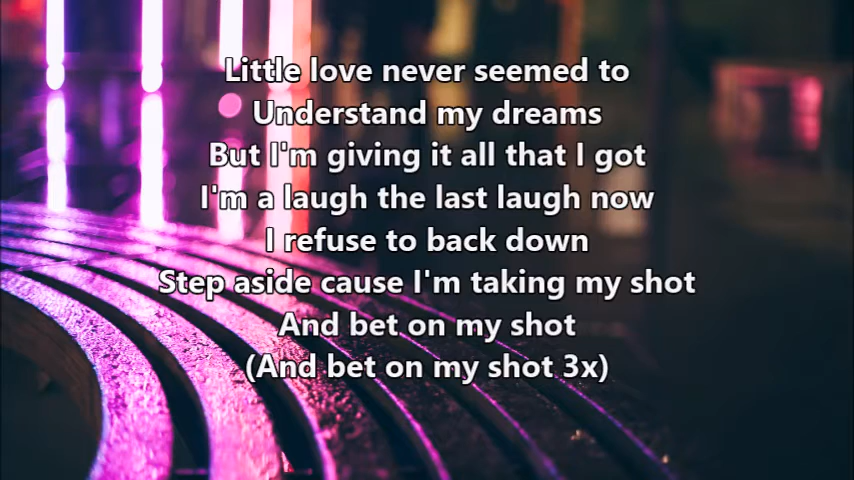 Little love never seemed to
Understand my dreams
But I'm giving it all that I got
I'm a laugh the last laugh now
I refuse to back down
Step aside cause I'm taking my shot
And bet on my shot
(And bet on my shot 3x)